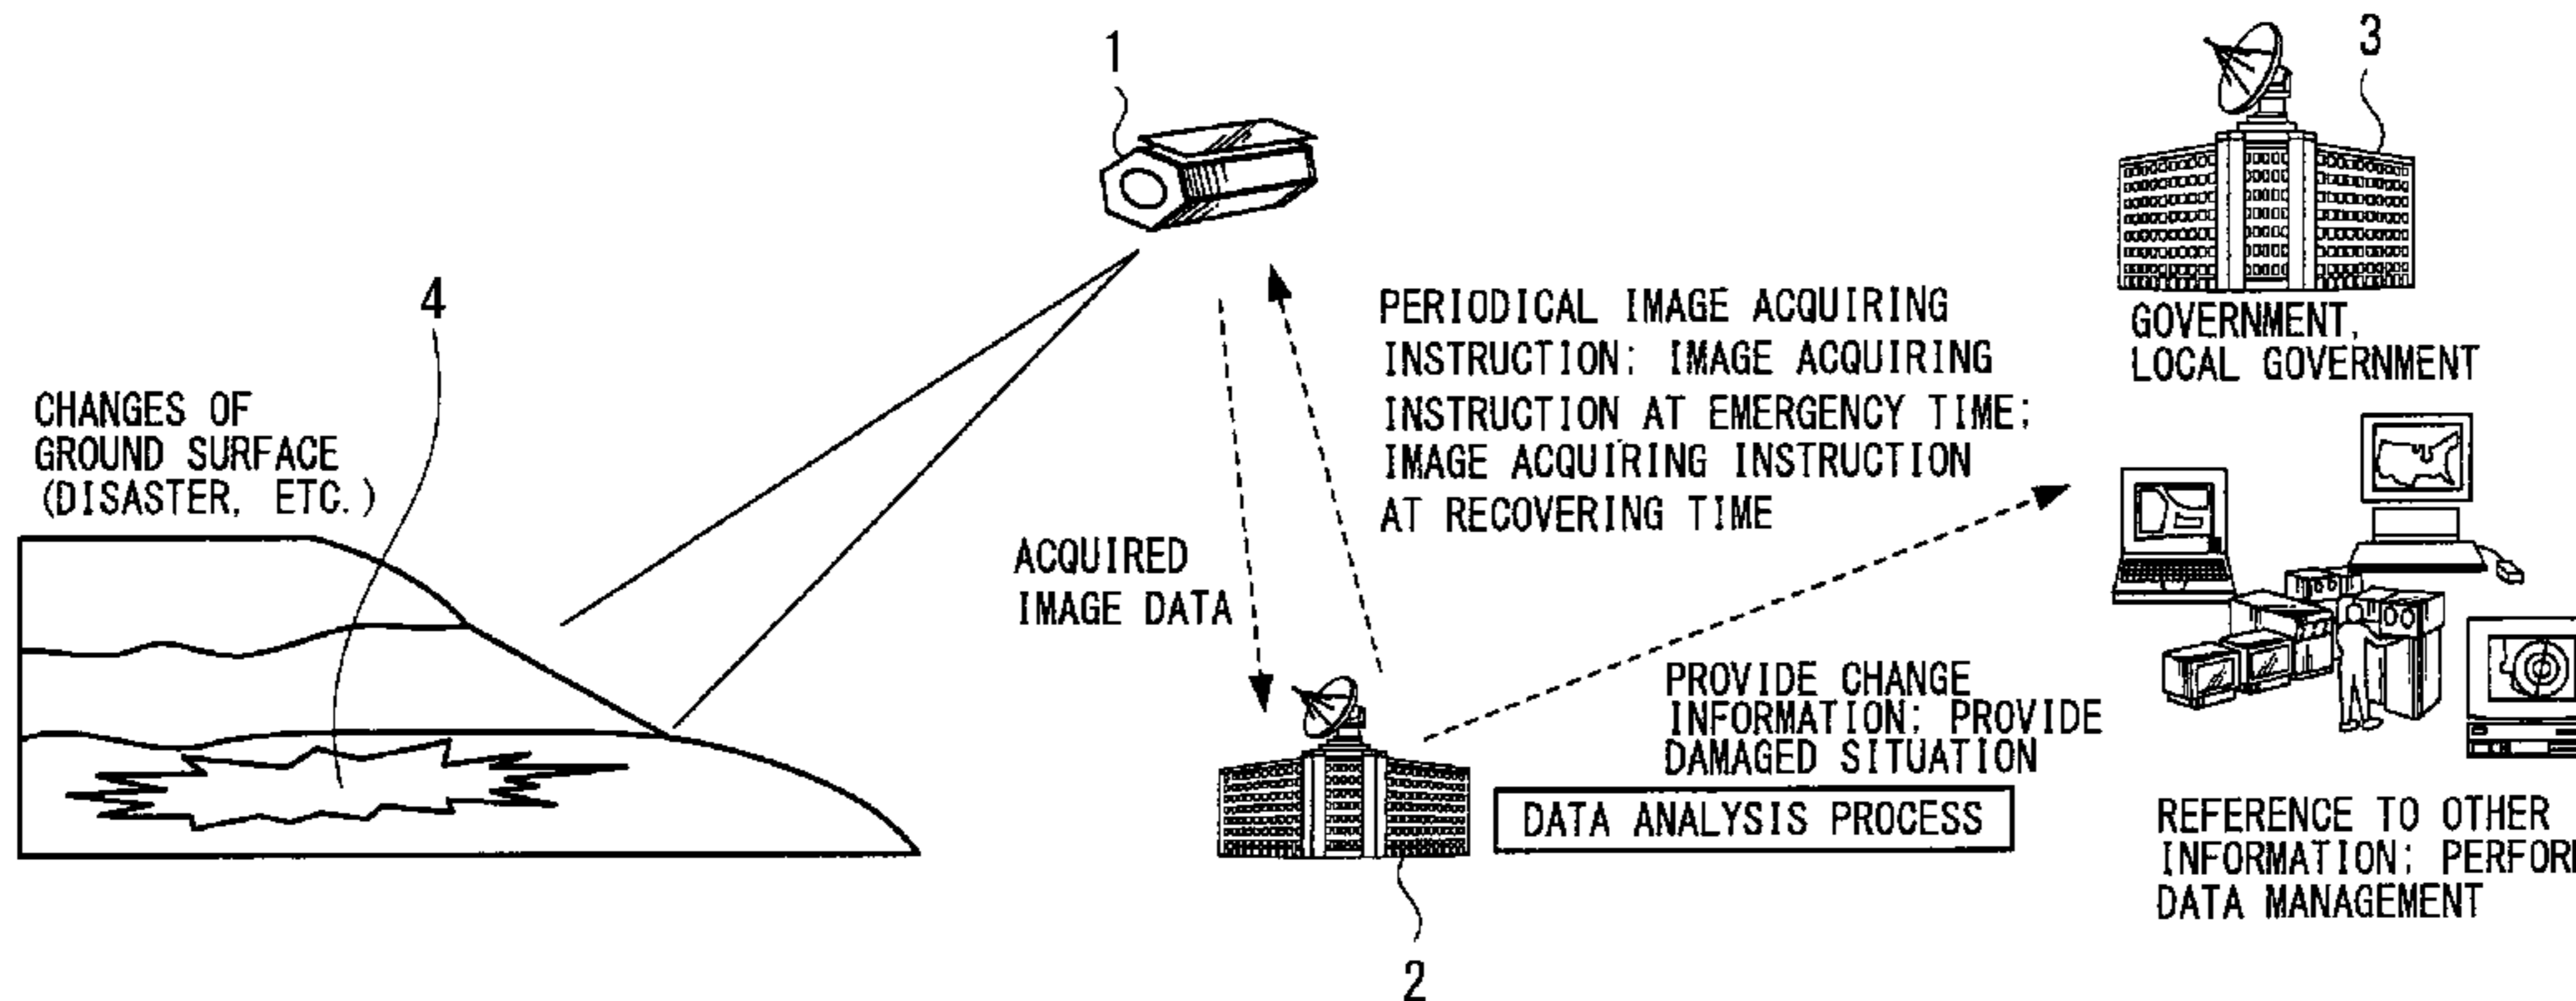 1
3
4
CHANGES OF
GROUND SURFACE
(DISASTER, ETC.)
PERIODICAL IMAGE ACQUIRING
INSTRUCTION; IMAGE ACQUIRING
INSTRUCTION AT EMERGENCY TIME;
IMAGE ACQUIRING INSTRUCTION
AT RECOVERING TIME
GOVERNMENT,
LOCAL GOVERNMENT
ACQUIRED
IMAGE DATA
PROVIDE CHANGE
INFORMATION; PROVIDE
DAMAGED SITUATION
DATA ANALYSIS PROCESS
REFERENCE TO OTHER
INFORMATION;
DATA MANAGEMENT
2